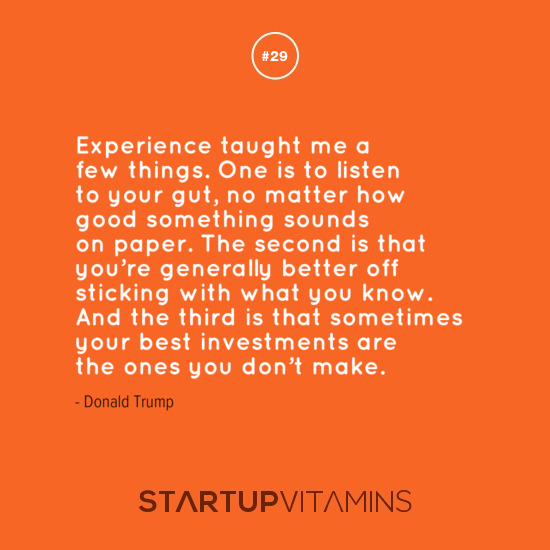 #29
Experience taught me a
few things. One is to listen
to your gut, no matter how
good something sounds
on paper. The second is that
you're generally better off
sticking with what you know.
And the third is that sometimes
your best investments are
the ones you don't make.
- Donald Trump
STARTUPVITAMINS